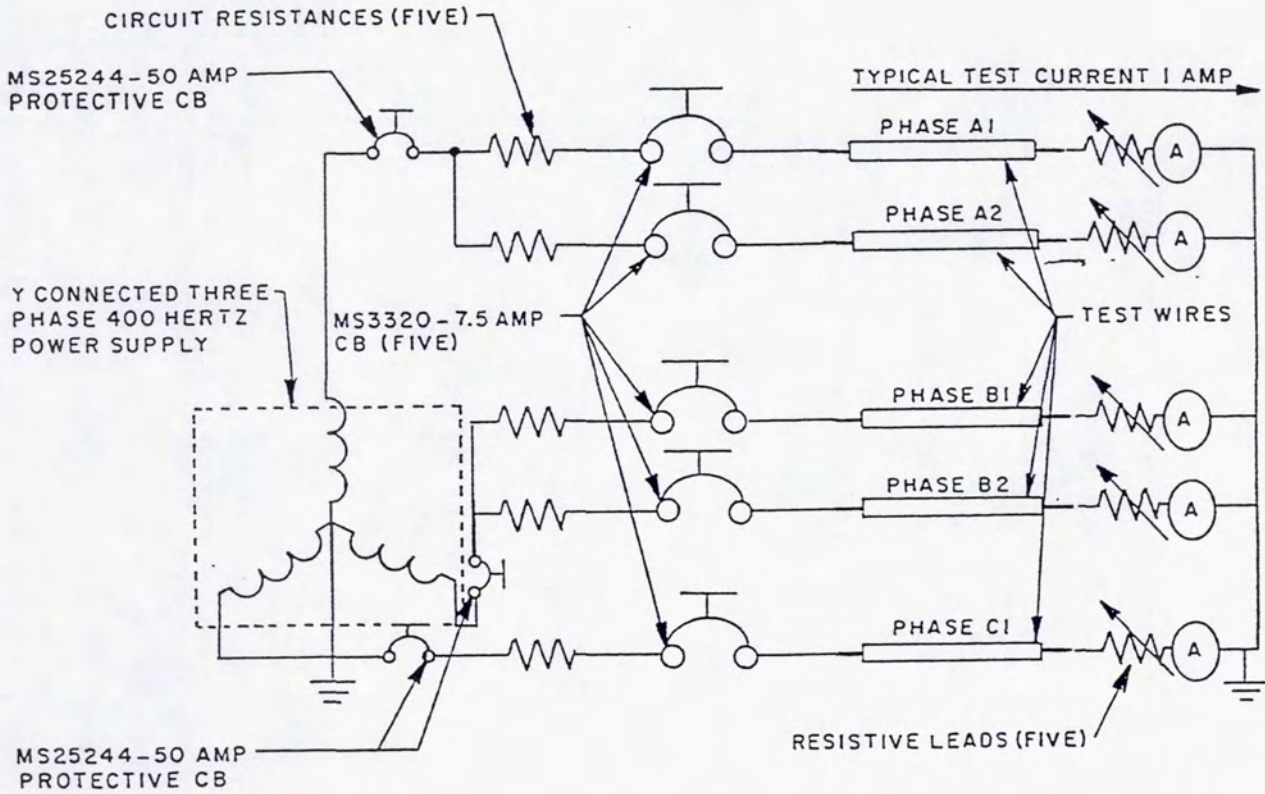 CIRCUIT RESISTANCES (FIVE)
MS25244-50 AMP
PROTECTIVE CB
TYPICAL TEST CURRENT 1 AMP
PHASE A1
A
PHASE A2
A
Y CONNECTED THREE
PHASE 400 HERTZ
POWER SUPPLY
MS3320-7.5 AMP
CB (FIVE)
TEST WIRES
PHASE B1
A
PHASE B2
A
PHASE C1
A
RESISTIVE LEADS (FIVE)
MS25244-50 AMP
PROTECTIVE CB